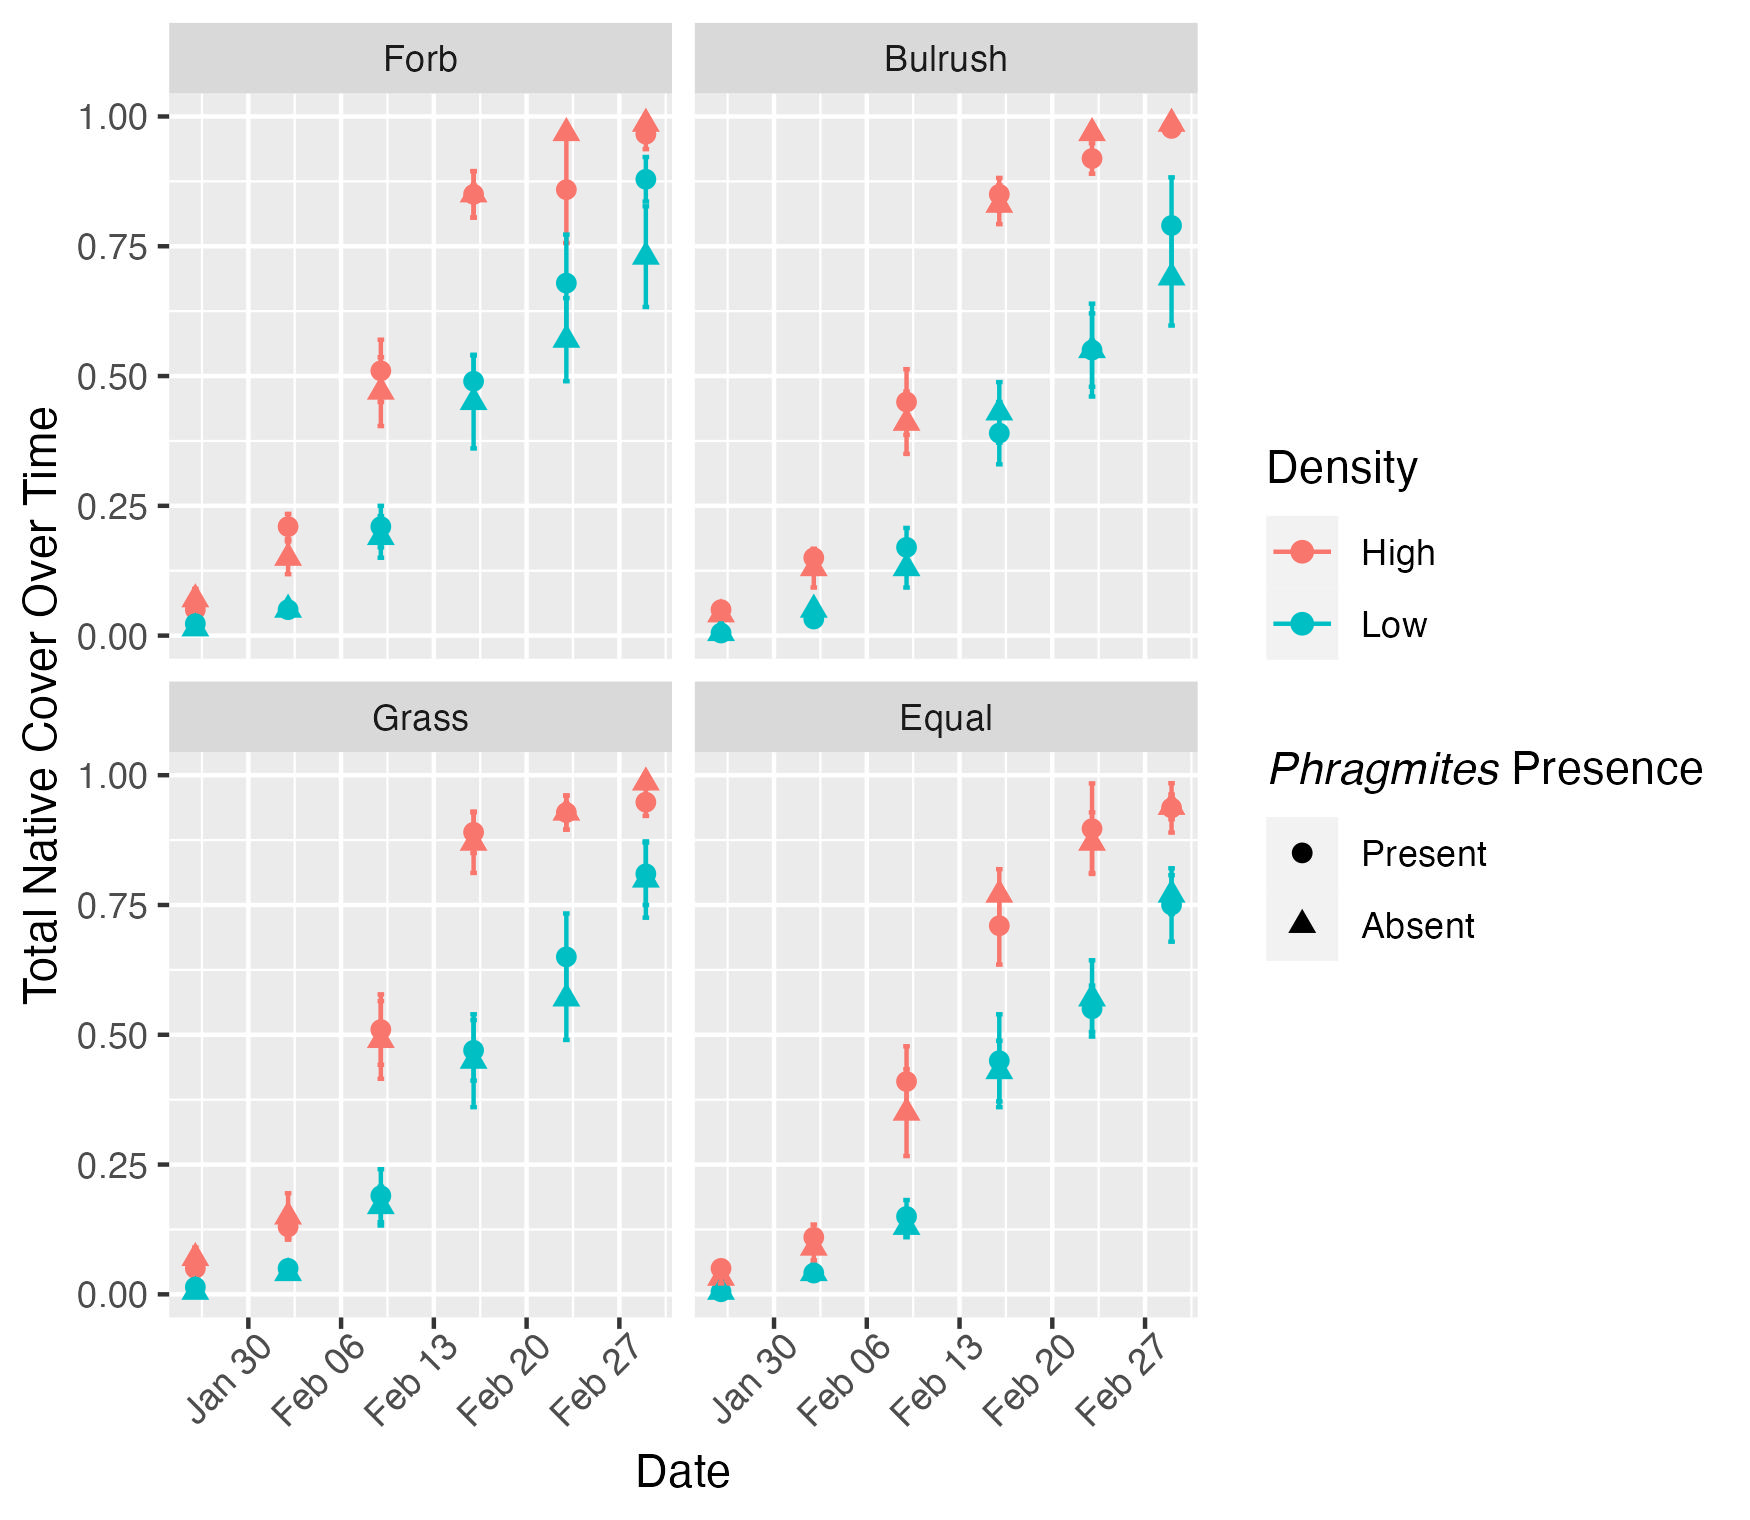 Forb
Bulrush
1.00
0.75
0.50
0.25
0.00
Grass
Equal
1.00
0.75
0.50
0.25
0.00
Jan 30
Feb 06
Feb 13
Feb 20
Feb 27
Jan 30
Feb 06
Feb 13
Feb 20
Feb 27
Date
Total Native Cover Over Time
Density
High
Low
Phragmites Presence
Present
Absent